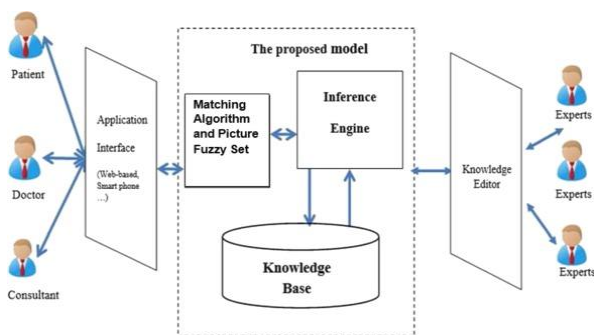 Patient
Doctor
Consultant
Application
Interface
(Web-based,
Smart phone
...)
The proposed model
Matching
Algorithm
and Picture
Fuzzy Set
Inference
Engine
Knowledge
Base
Knowledge
Editor
Experts
Experts
Experts